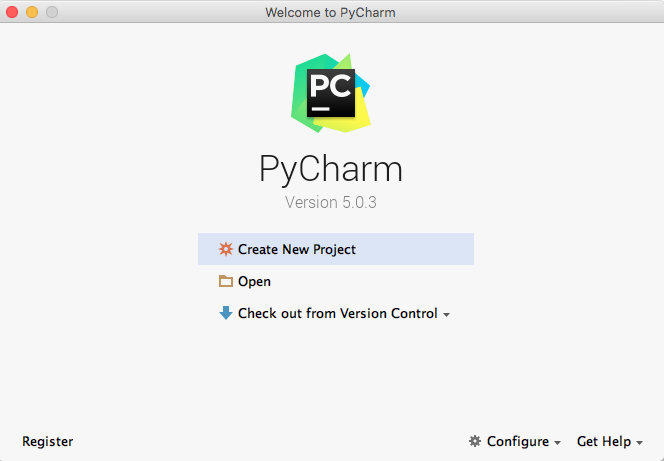 Welcome to PyCharm
PC
PyCharm
Version 5.0.3
Create New Project
Open
Check out from Version Control
Register
Configure
Get Help